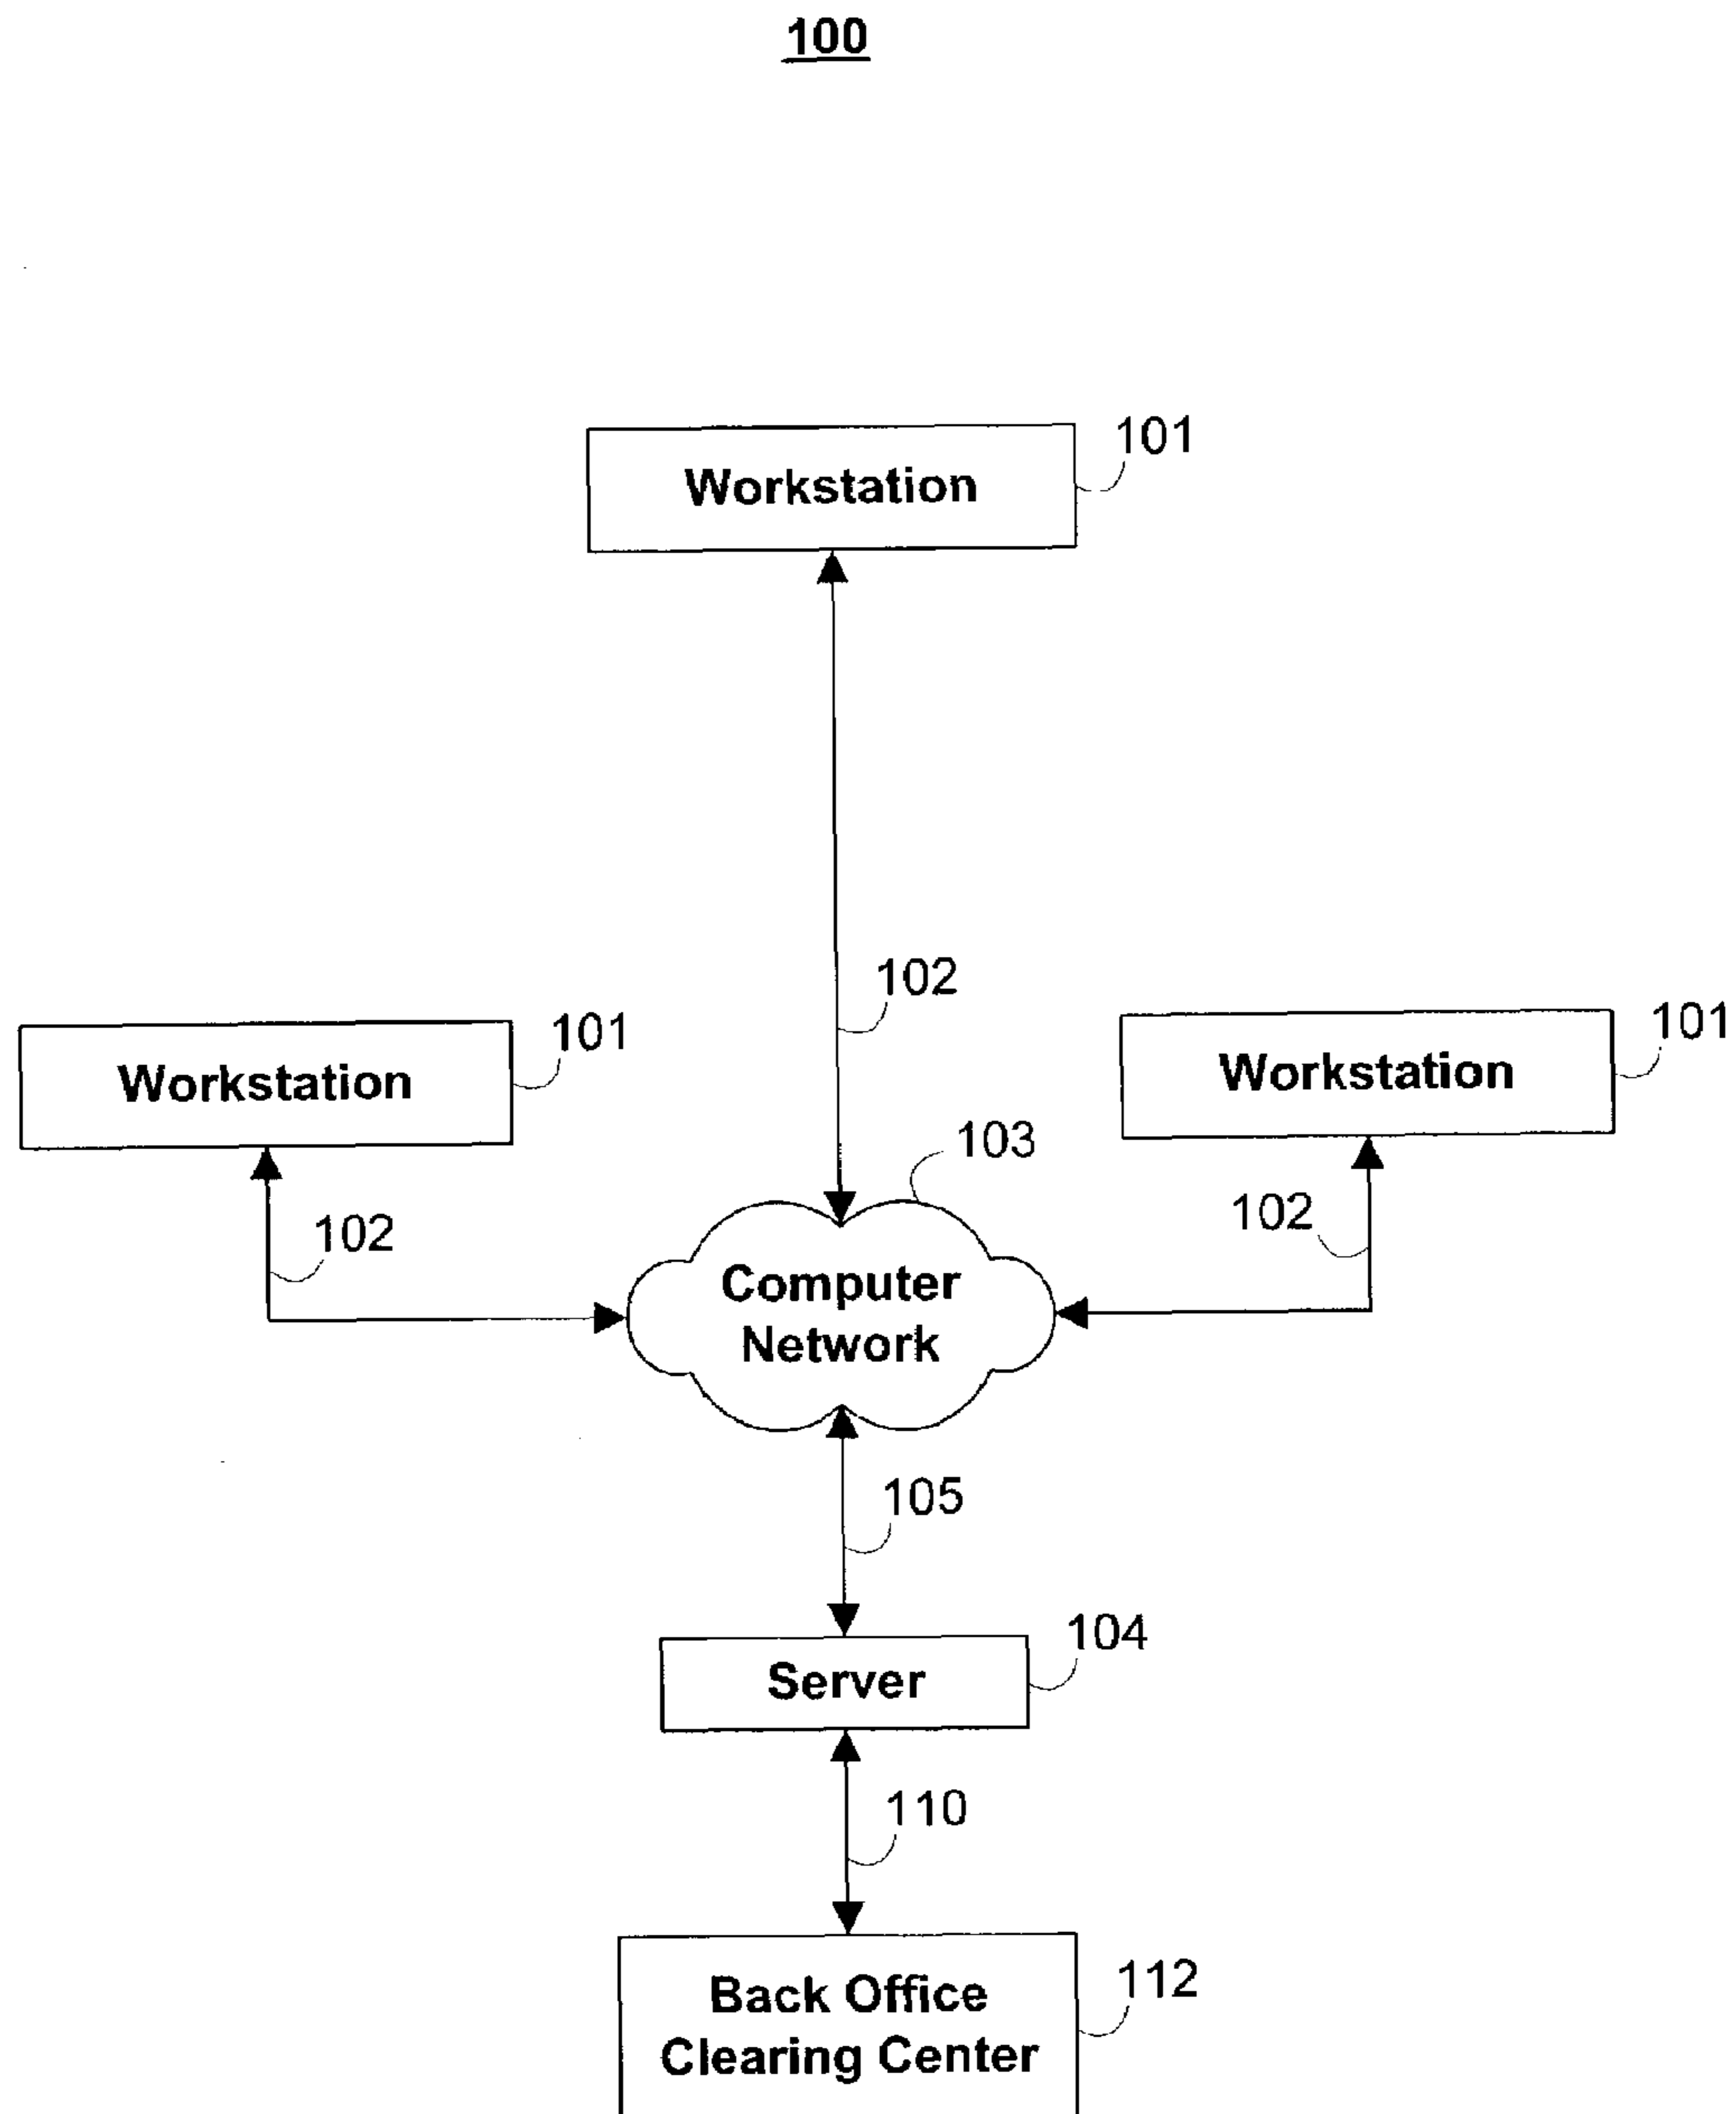 100
Workstation
101
102
Workstation
101
Workstation
101
103
102
102
Computer
Network
105
Server
104
110
Back Office
Clearing Center
112